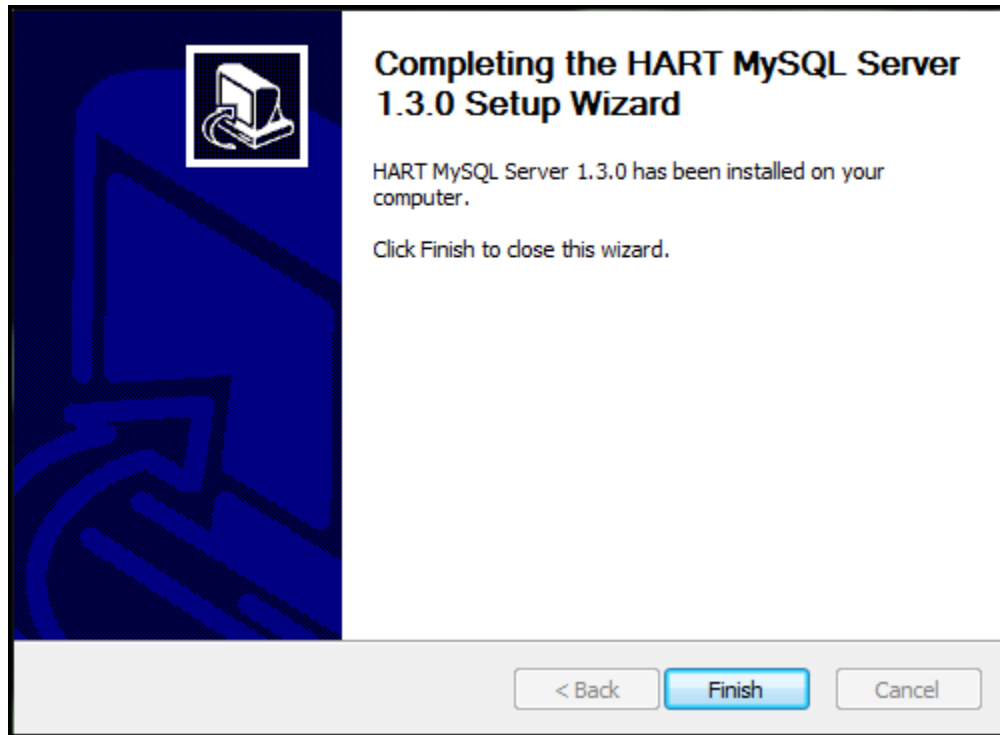 Completing the HART MySQL Server
1.3.0 Setup Wizard
HART MySQL Server 1.3.0 has been installed on your
computer.
Click Finish to close this wizard.
< Back
Finish
Cancel